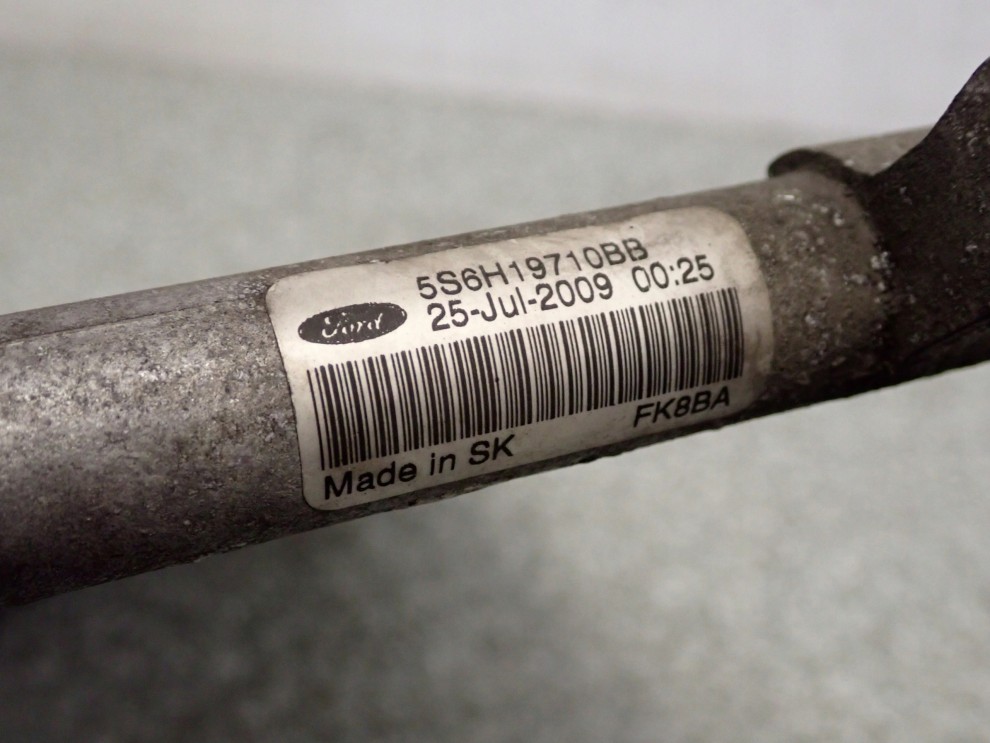 5S6H19710BB
Ford 25-Jul-2009 00:25
FK8BA
Made in SK